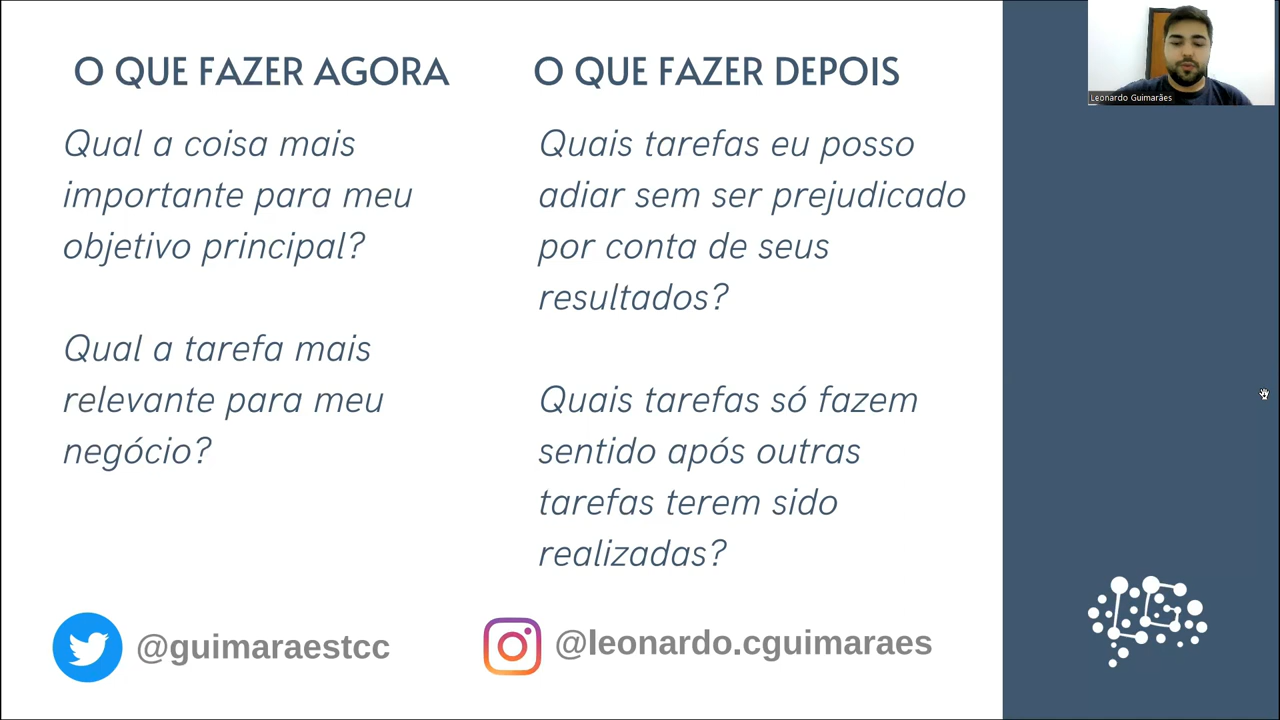 O QUE FAZER AGORA
Qual a coisa mais
importante para meu
objetivo principal?
Qual a tarefa mais
relevante para meu
negócio?
O QUE FAZER DEPOIS
Quais tarefas eu posso
adiar sem ser prejudicado
por conta de seus
resultados?
Quais tarefas só fazem
sentido após outras
tarefas terem sido
realizadas?
@guimaraestcc
@leonardo.cguimaraes
Leonardo Guimarães